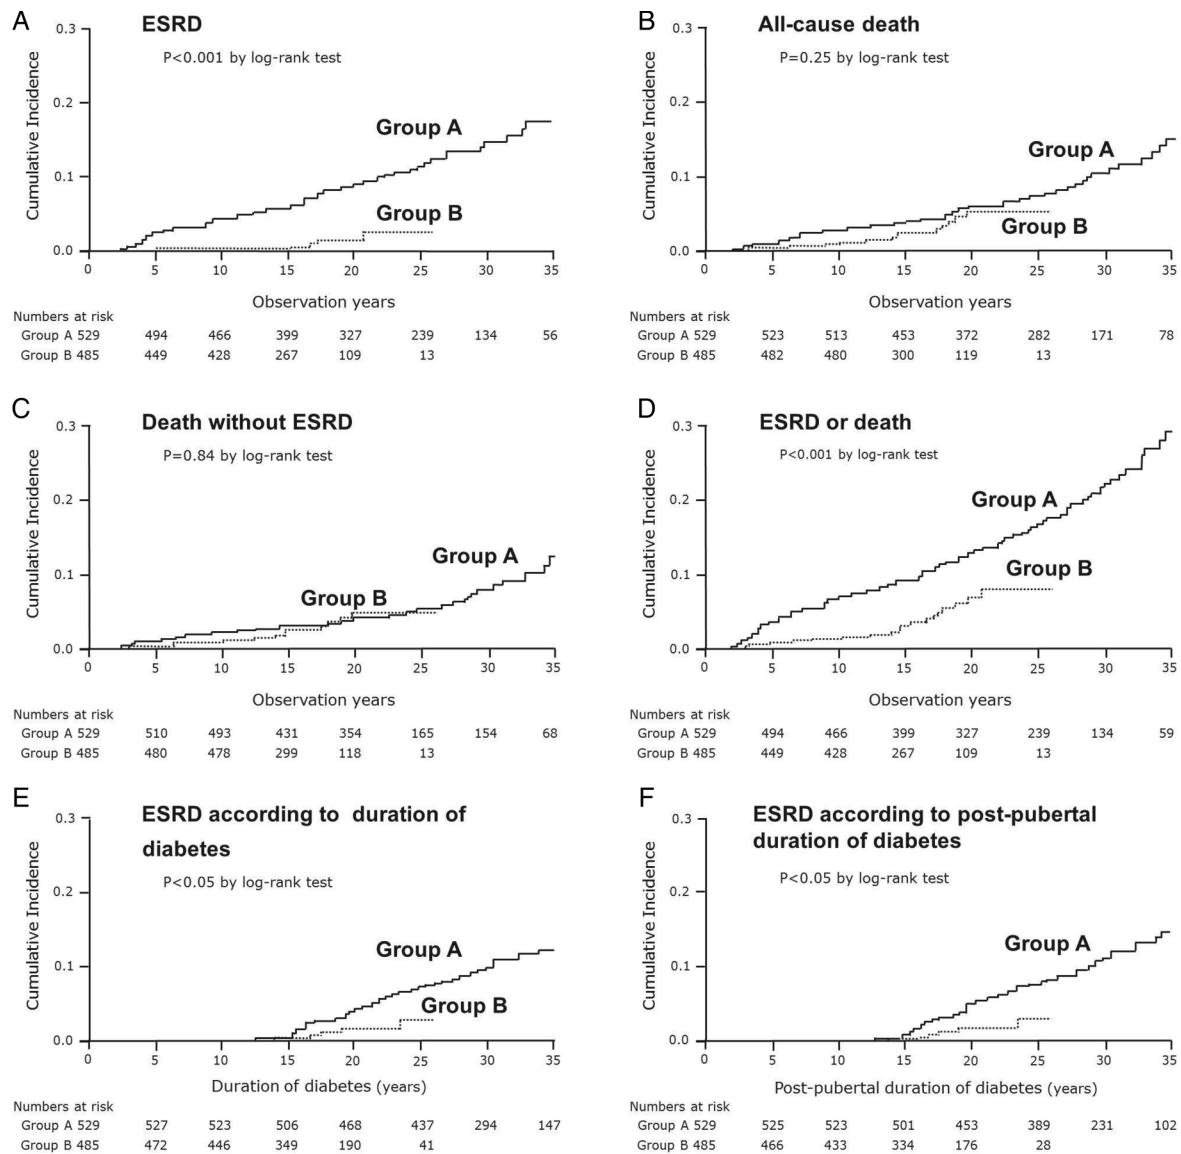 A
ESRD
P<0.001 by log-rank test
Cumulative Incidence
0.3
0.2
0.1
0.0
Group A
Group B
0 5 10 15 20 25 30 35
Observation years
Numbers at risk
Group A 529 494 466 399 327 239 134 56
Group B 485 449 428 267 109 13
B
All-cause death
P=0.25 by log-rank test
Cumulative Incidence
0.3
0.2
0.1
0.0
Group A
Group B
0 5 10 15 20 25 30 35
Observation years
Numbers at risk
Group A 529 523 513 453 372 282 171 78
Group B 485 482 480 300 119 13
C
Death without ESRD
P=0.84 by log-rank test
Cumulative Incidence
0.3
0.2
0.1
0.0
Group A
Group B
0 5 10 15 20 25 30 35
Observation years
Numbers at risk
Group A 529 510 493 431 354 165 154 68
Group B 485 480 478 299 118 13
D
ESRD or death
P<0.001 by log-rank test
Cumulative Incidence
0.3
0.2
0.1
0.0
Group A
Group B
0 5 10 15 20 25 30 35
Observation years
Numbers at risk
Group A 529 494 466 399 327 239 134 59
Group B 485 449 428 267 109 13
E
ESRD according to duration of
diabetes
P<0.05 by log-rank test
Cumulative Incidence
0.3
0.2
0.1
0.0
Group A
Group B
0 5 10 15 20 25 30 35
Duration of diabetes (years)
Numbers at risk
Group A 529 527 523 506 468 437 294 147
Group B 485 472 446 349 190 41
F
ESRD according to post-pubertal
duration of diabetes
P<0.05 by log-rank test
Cumulative Incidence
0.3
0.2
0.1
0.0
Group A
0 5 10 15 20 25 30 35
Post-pubertal duration of diabetes (years)
Numbers at risk
Group A 529 525 523 501 453 389 231 102
Group B 485 466 433 334 176 28